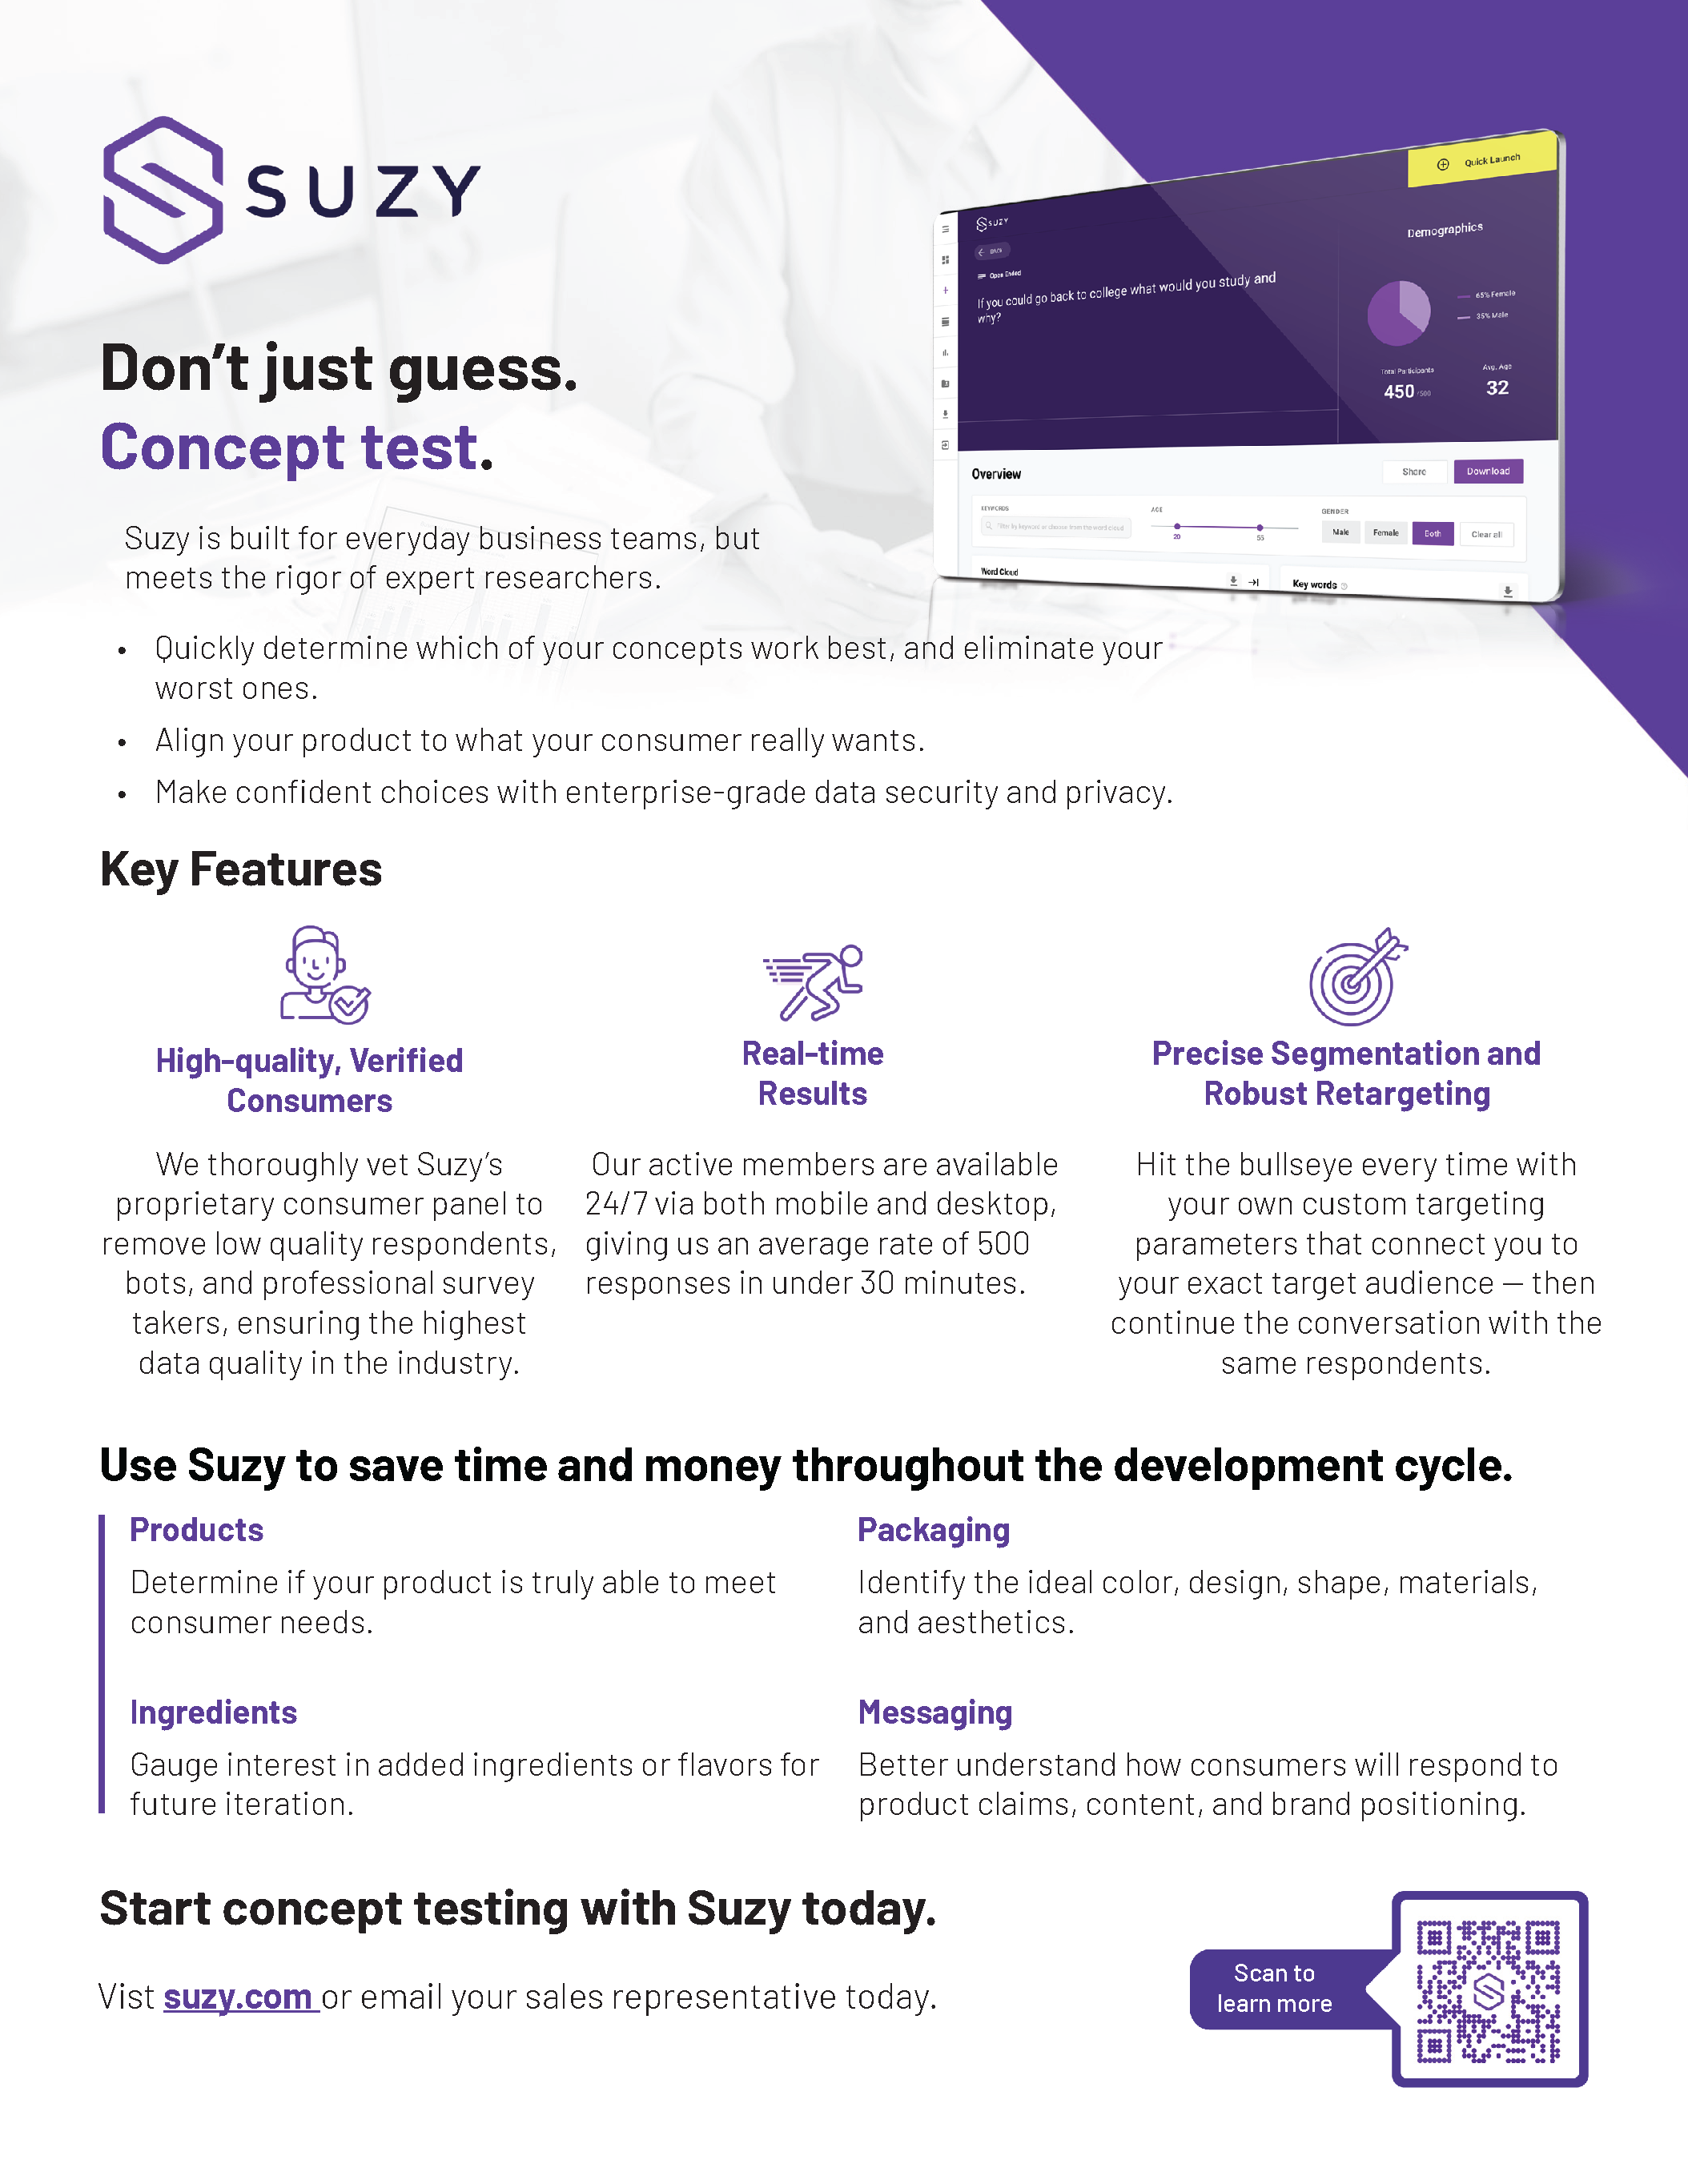 SUZY
Don't just guess.
Concept test.
Suzy is built for everyday business teams, but
meets the rigor of expert researchers.
• Quickly determine which of your concepts work best, and eliminate your
worst ones.
• Align your product to what your consumer really wants.
• Make confident choices with enterprise-grade data security and privacy.
Quick Launch
SUZY
BACK
Open Ended
If you could go back to college what would you study and
why?
Demographics
65% Female
35% Male
Total Participants
450 /500
Avg. Age
32
Overview
Share
Download
KEYWORDS
Filter by keyword or choose from the word cloud
AGE
20
55
GENDER
Male
Female
Both
Clear all
Word Cloud
Key words
Key Features
High-quality, Verified
Consumers
We thoroughly vet Suzy's
proprietary consumer panel to
remove low quality respondents,
bots, and professional survey
takers, ensuring the highest
data quality in the industry.
Real-time
Results
Our active members are available
24/7 via both mobile and desktop,
giving us an average rate of 500
responses in under 30 minutes.
Precise Segmentation and
Robust Retargeting
Hit the bullseye every time with
your own custom targeting
parameters that connect you to
your exact target audience — then
continue the conversation with the
same respondents.
Use Suzy to save time and money throughout the development cycle.
Products
Determine if your product is truly able to meet
consumer needs.
Packaging
Identify the ideal color, design, shape, materials,
and aesthetics.
Ingredients
Gauge interest in added ingredients or flavors for
future iteration.
Messaging
Better understand how consumers will respond to
product claims, content, and brand positioning.
Start concept testing with Suzy today.
Vist suzy.com or email your sales representative today.
Scan to
learn more